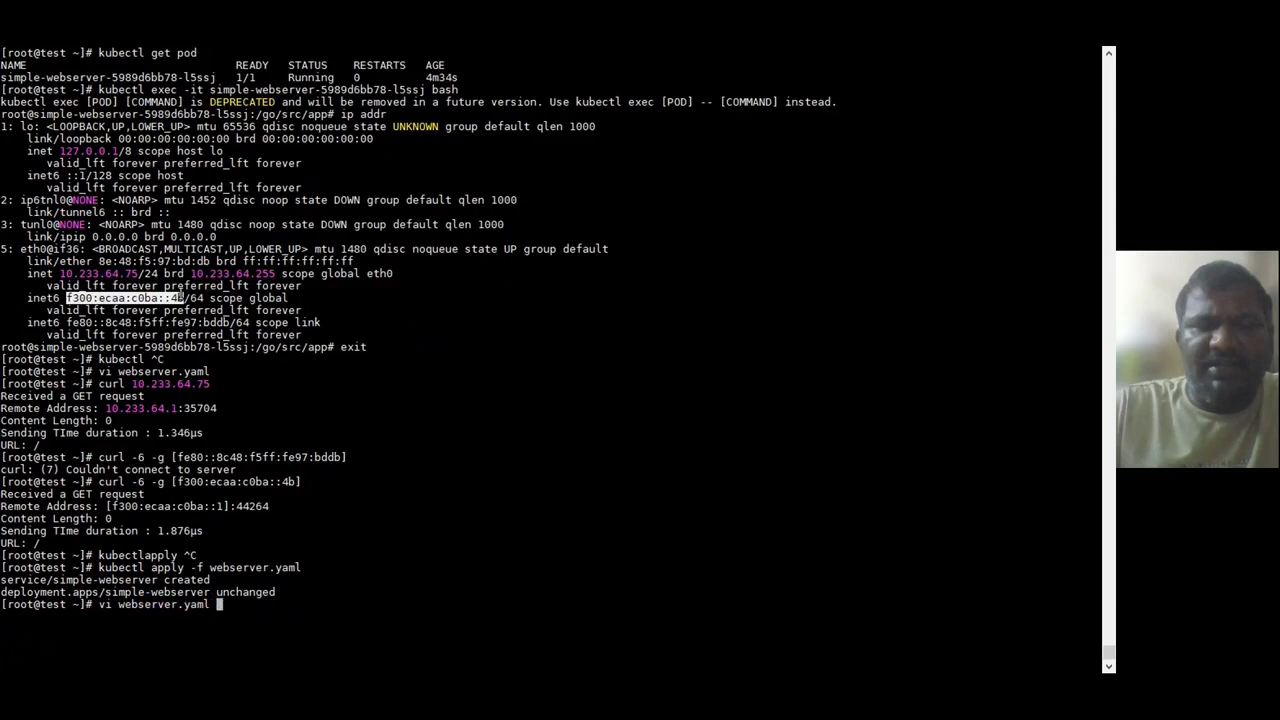 [root@test ~]# kubectl get pod
NAME READY STATUS RESTARTS AGE
simple-webserver-5989d6bb78-l5ssj 1/1 Running 0 4m34s
[root@test ~]# kubectl exec -it simple-webserver-5989d6bb78-l5ssj bash
kubectl exec [POD] [COMMAND] is DEPRECATED and will be removed in a future version. Use kubectl exec [POD] -- [COMMAND] instead.
root@simple-webserver-5989d6bb78-l5ssj:/go/src/app# ip addr
1: lo: <LOOPBACK,UP,LOWER_UP> mtu 65536 qdisc noqueue state UNKNOWN group default qlen 1000
link/loopback 00:00:00:00:00:00 brd 00:00:00:00:00:00
inet 127.0.0.1/8 scope host lo
valid_lft forever preferred_lft forever
inet6 ::1/128 scope host
valid_lft forever preferred_lft forever
2: ip6tnl0@NONE: <NOARP> mtu 1452 qdisc noop state DOWN group default qlen 1000
link/tunnel6 :: brd ::
3: tunl0@NONE: <NOARP> mtu 1480 qdisc noop state DOWN group default qlen 1000
link/ipip 0.0.0.0 brd 0.0.0.0
5: eth0@if36: <BROADCAST,MULTICAST,UP,LOWER_UP> mtu 1480 qdisc noqueue state UP group default
link/ether 8e:48:f5:97:bd:db brd ff:ff:ff:ff:ff:ff
inet 10.233.64.75/24 brd 10.233.64.255 scope global eth0
valid_lft forever preferred_lft forever
inet6 f300:ecaa:c0ba::4b/64 scope global
valid_lft forever preferred_lft forever
inet6 fe80::8c48:f5ff:fe97:bddb/64 scope link
valid_lft forever preferred_lft forever
root@simple-webserver-5989d6bb78-l5ssj:/go/src/app# exit
[root@test ~]# kubectl ^C
[root@test ~]# vi webserver.yaml
[root@test ~]# curl 10.233.64.75
Received a GET request
Remote Address: 10.233.64.1:35704
Content Length: 0
Sending TIme duration : 1.346µs
URL: /
[root@test ~]# curl -6 -g [fe80::8c48:f5ff:fe97:bddb]
curl: (7) Couldn't connect to server
[root@test ~]# curl -6 -g [f300:ecaa:c0ba::4b]
Received a GET request
Remote Address: [f300:ecaa:c0ba::1]:44264
Content Length: 0
Sending TIme duration : 1.876µs
URL: /
[root@test ~]# kubectlapply ^C
[root@test ~]# kubectl apply -f webserver.yaml
service/simple-webserver created
deployment.apps/simple-webserver unchanged
[root@test ~]# vi webserver.yaml